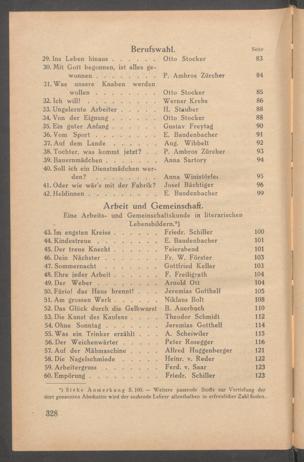 Berufswahl. Seite
29. Ins Leben hinaus . . . . . . Otto Stocker 83
30. Mit Gott begonnen, ist alles ge-
wonnen . . . . . . . . P. Ambros Zürcher 84
31. Was unsere Knaben werden
wollen . . . . . . . . Otto Stocker 85
32. Ich will! . . . . . . . . Werner Krebs 86
33. Ungelernte Arbeiter . . . . . H. Stauber 88
34. Von der Eignung . . . . . . Otto Stocker 88
35. Ein guter Anfang . . . . . . Gustav Freytag 90
36. Vom Sport . . . . . . . . E. Baudenbacher 91
37. Auf dem Lande . . . . . . Aug. Wibbelt 92
38. Tochter, was kommt jetzt? . . P. Ambros Zürcher 93
39. Bauernmädchen . . . . . . Anna Sartory 94
40. Soll ich ein Dienstmädchen wer-
den? . . . . . . . . . Anna Winistörfer 95
41. Oder wie wär's mit der Fabrik? Josef Bächtiger 96
42. Heldinnen . . . . . . . . E. Baudenbacher 99
Arbeit und Gemeinschaft.
Eine Arbeits- und Gemeinschaftskunde in literarischen
Lebensbildern.*)
43. Im engsten Kreise . . . . . Friedr. Schiller 100
44. Kindestreue . . . . . . . E. Baudenbacher 101
45. Der treue Knecht . . . . . Feierabend 101
46. Dein Nächster . . . . . . . Fr. W. Förster 103
47. Sommernacht . . . . . . . Gottfried Keller 103
48. Ehre jeder Arbeit . . . . . F. Freiligrath 104
49. Der Weber . . . . . . . . Arnold Ott 104
50. Fürio! das Haus brennt! . . . Jeremias Gotthelf 105
51. Am grossen Werk . . . . . Niklaus Bolt 108
52. Das Glück durch die Gelbwurst B. Auerbach 110
53. Die Kunst des Kaufens . . . Theodor Schmidt 112
54. Ohne Sonntag . . . . . . Jeremias Gotthelf 114
55. Was ein Trinker erzählt . . . A. Scheiwiler 115
56. Der Weichenwärter . . . . . Peter Rosegger 116
57. Auf der Mähmaschine . . . . Alfred Huggenberger 121
58. Die Nagelschmiede . . . . . Heinr. v. Reder 122
59. Arbeitergruss . . . . . . . Ferd. v. Saar 123
60. Empörung . . . . . . . . Friedr. Schiller 123
*) Siehe Anmerkung S. 100. — Weitere passende Stoffe zur Vertiefung der
dort genannten Absichten wird der suchende Lehrer allenthalben in erfreulicher Zahl finden.
328